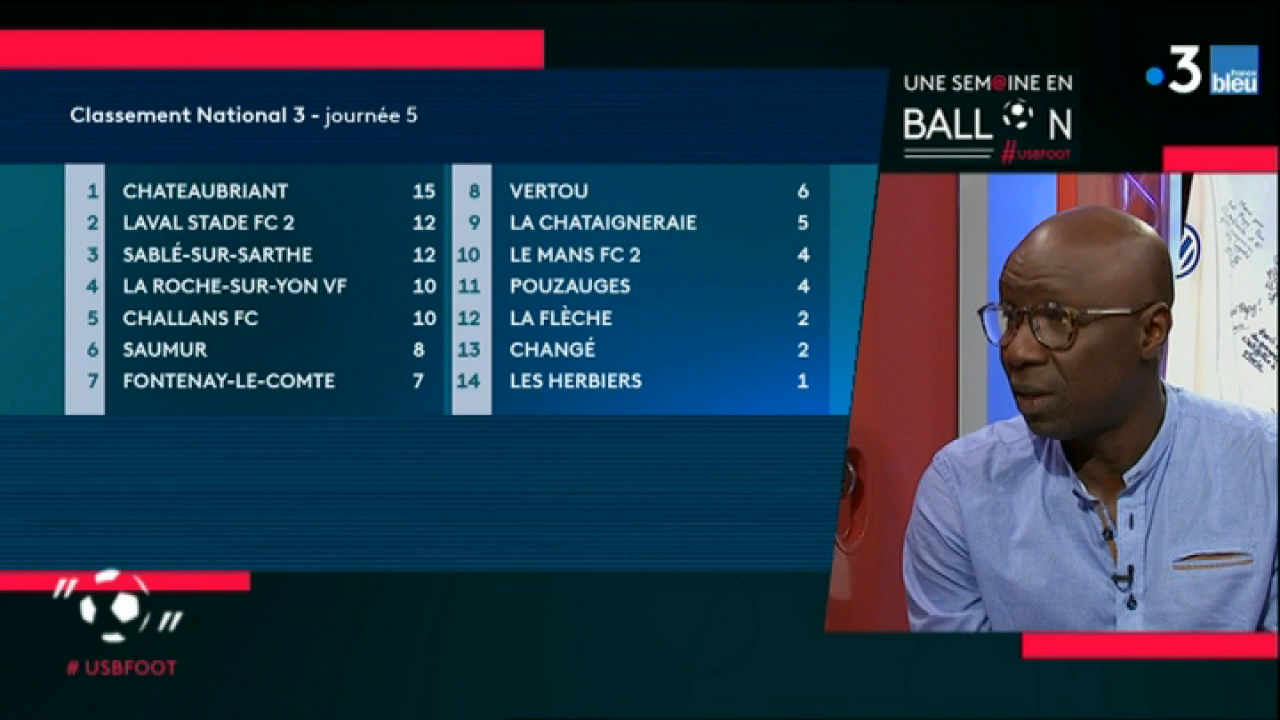 Classement National 3 - journée 5
1 CHATEAUBRIANT 15
2 LAVAL STADE FC 2 12
3 SABLÉ-SUR-SARTHE 12
4 LA ROCHE-SUR-YON VF 10
5 CHALLANS FC 10
6 SAUMUR 8
7 FONTENAY-LE-COMTE 7
8 VERTOU 6
9 LA CHATAIGNERAIE 5
10 LE MANS FC 2 4
11 POUZAUGES 4
12 LA FLÈCHE 2
13 CHANGÉ 2
14 LES HERBIERS 1
UNE SEM@INE EN
BALL N
#USBFOOT
3
france
bleu
# USBFOOT